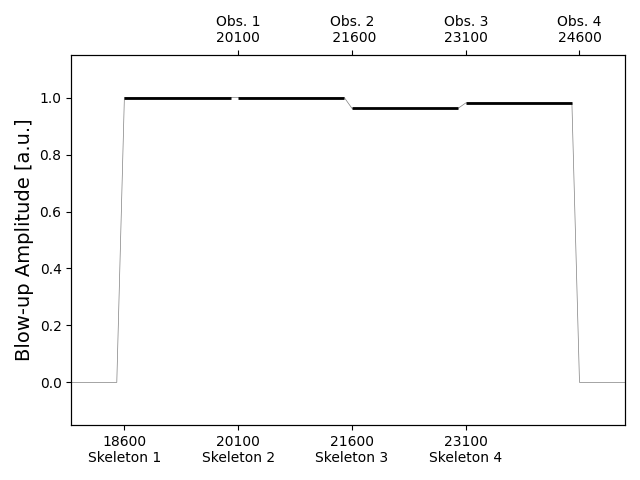 Obs. 1 Obs. 2 Obs. 3 Obs. 4
20100 21600 23100 24600
Blow-up Amplitude [a.u.]
1.0
0.8
0.6
0.4
0.2
0.0
18600 20100 21600 23100
Skeleton 1 Skeleton 2 Skeleton 3 Skeleton 4